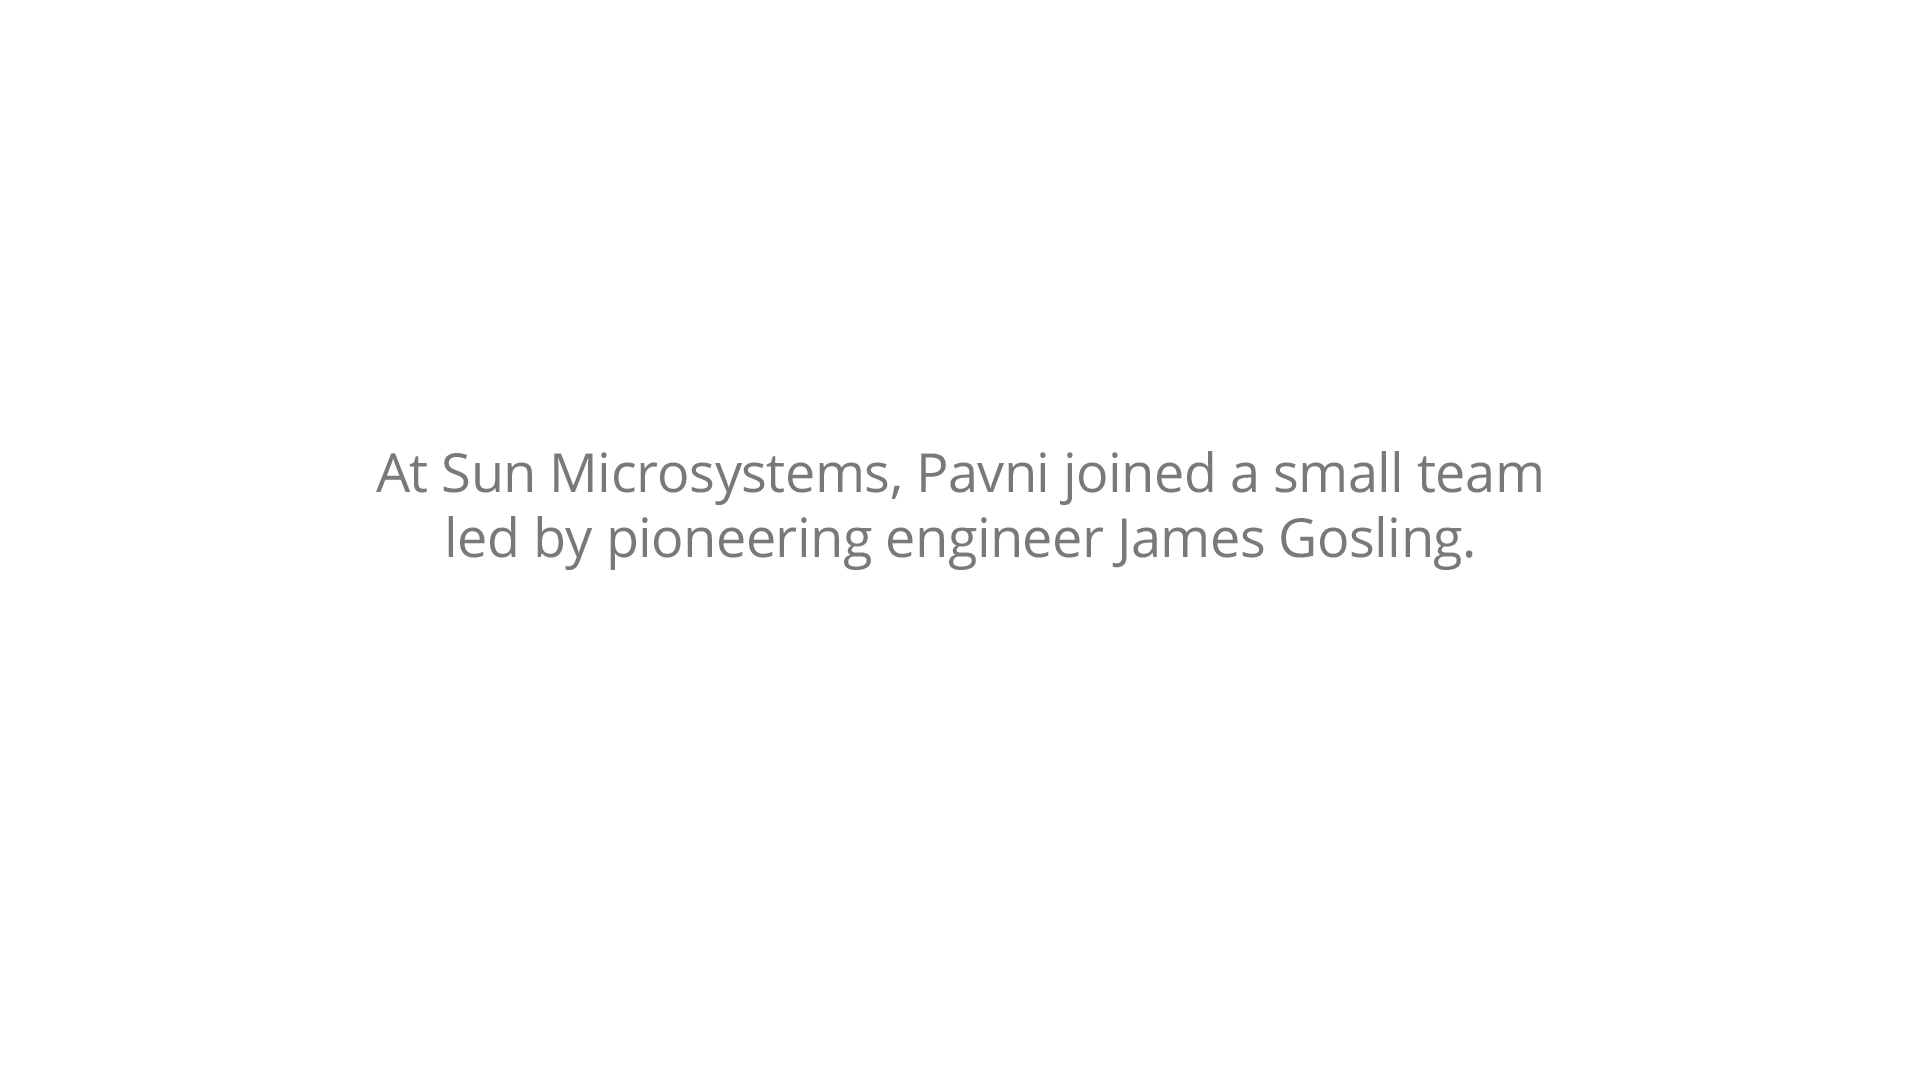 At Sun Microsystems, Pavni joined a small team
led by pioneering engineer James Gosling.